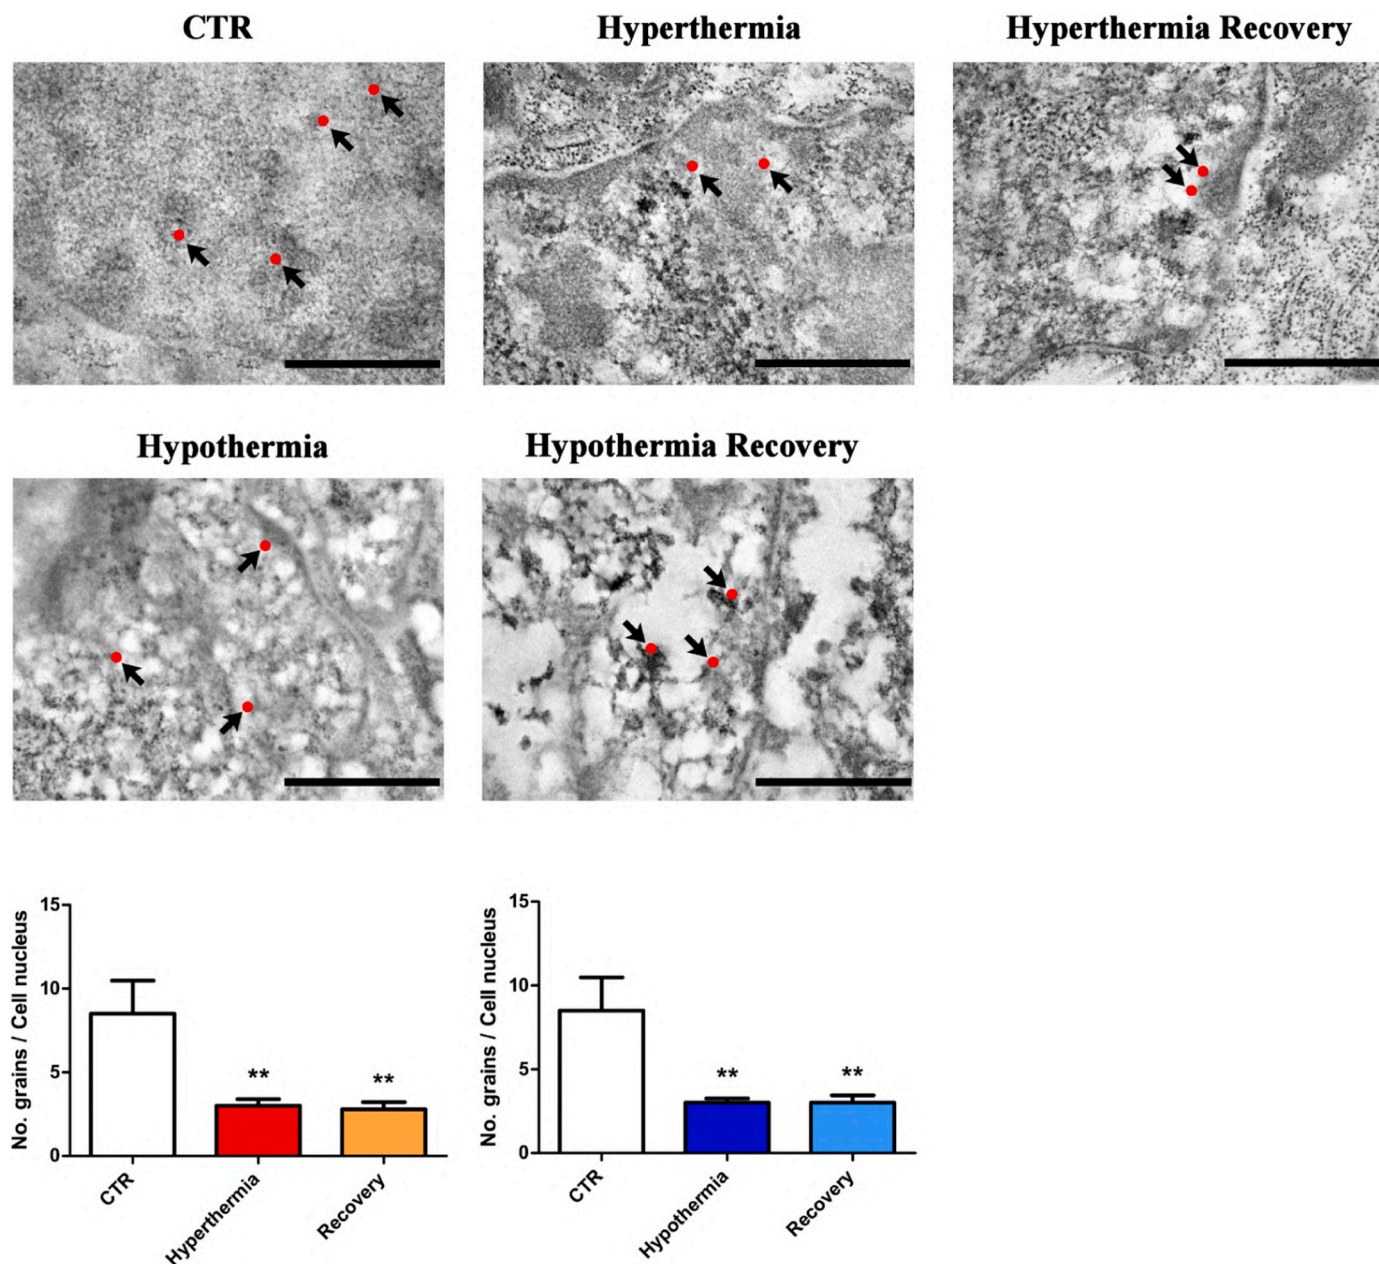 CTR
Hyperthermia
Hyperthermia Recovery
Hypothermia
Hypothermia Recovery
No. grains / Cell nucleus
15
10
5
0
**
**
CTR
Hyperthermia
Recovery
No. grains / Cell nucleus
15
10
5
0
**
**
CTR
Hypothermia
Recovery